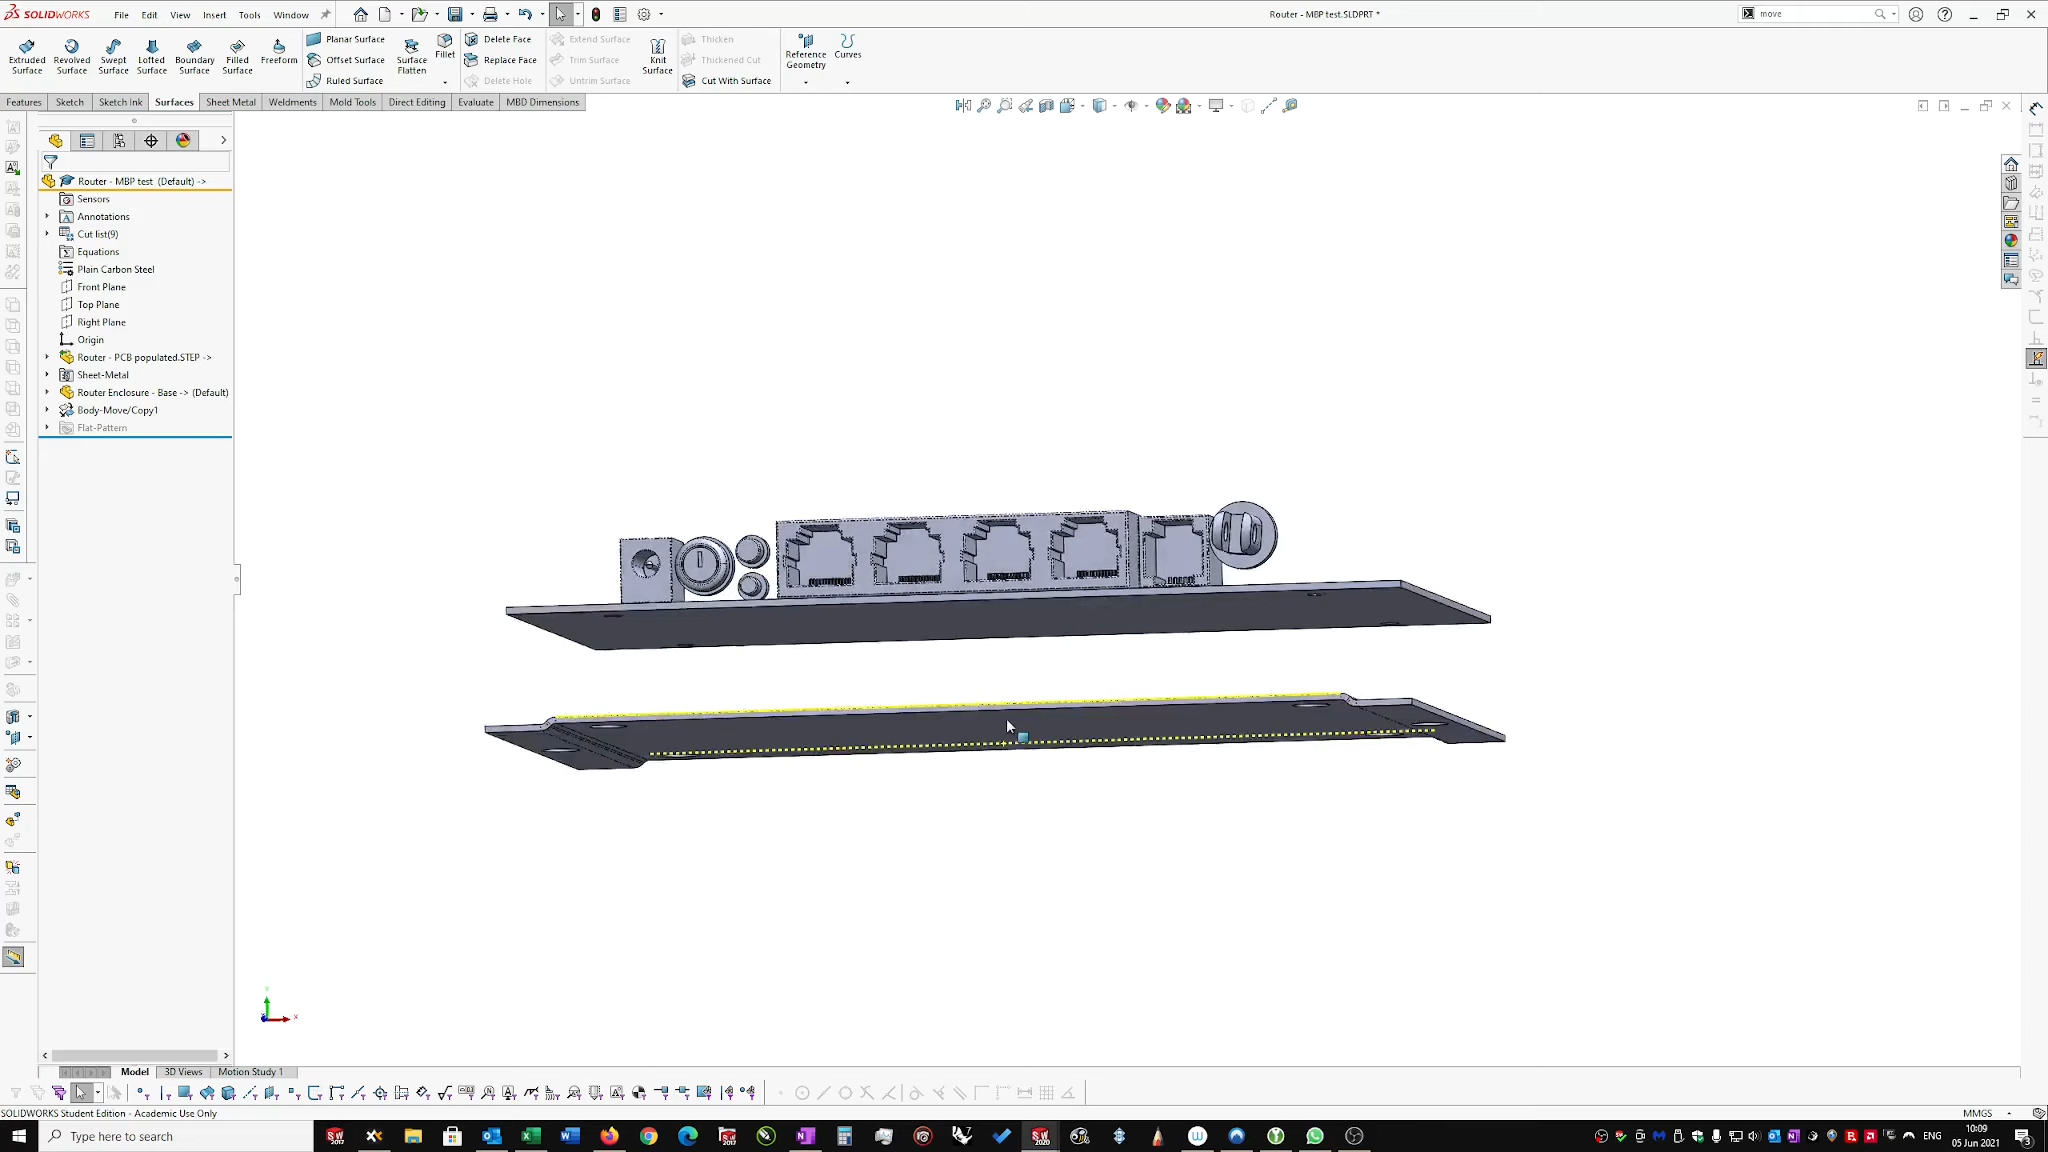 SOLIDWORKS File Edit View Insert Tools Window
Router - MBP test.SLDPRT *
move
Extruded Surface
Revolved Surface
Swept Surface
Lofted Surface
Boundary Surface
Filled Surface
Freeform
Planar Surface
Offset Surface
Ruled Surface
Surface Flatten
Fillet
Delete Face
Replace Face
Delete Hole
Extend Surface
Trim Surface
Untrim Surface
Knit Surface
Thicken
Thickened Cut
Cut With Surface
Reference Geometry
Curves
Features Sketch Sketch Ink Surfaces Sheet Metal Weldments Mold Tools Direct Editing Evaluate MBD Dimensions
Router - MBP test (Default) ->
Sensors
Annotations
Cut list(9)
Equations
Plain Carbon Steel
Front Plane
Top Plane
Right Plane
Origin
Router - PCB populated.STEP ->
Sheet-Metal
Router Enclosure - Base -> (Default)
Body-Move/Copy1
Flat-Pattern
Model 3D Views Motion Study 1
SOLIDWORKS Student Edition - Academic Use Only
MMGS
Type here to search
ENG
10:09
05 Jun 2021